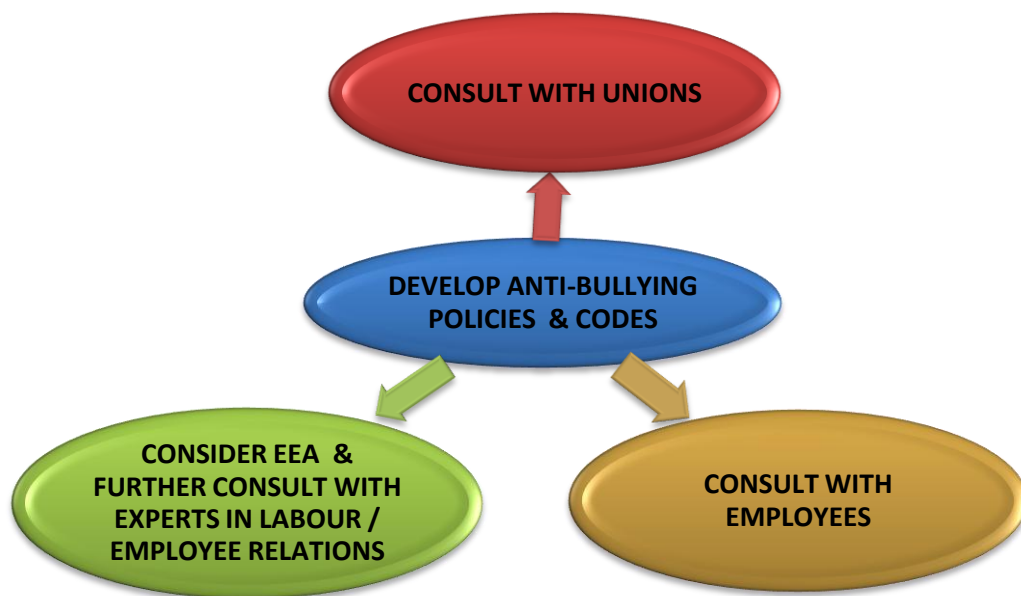 CONSULT WITH UNIONS
DEVELOP ANTI-BULLYING
POLICIES & CODES
CONSIDER EEA &
FURTHER CONSULT WITH
EXPERTS IN LABOUR /
EMPLOYEE RELATIONS
CONSULT WITH
EMPLOYEES